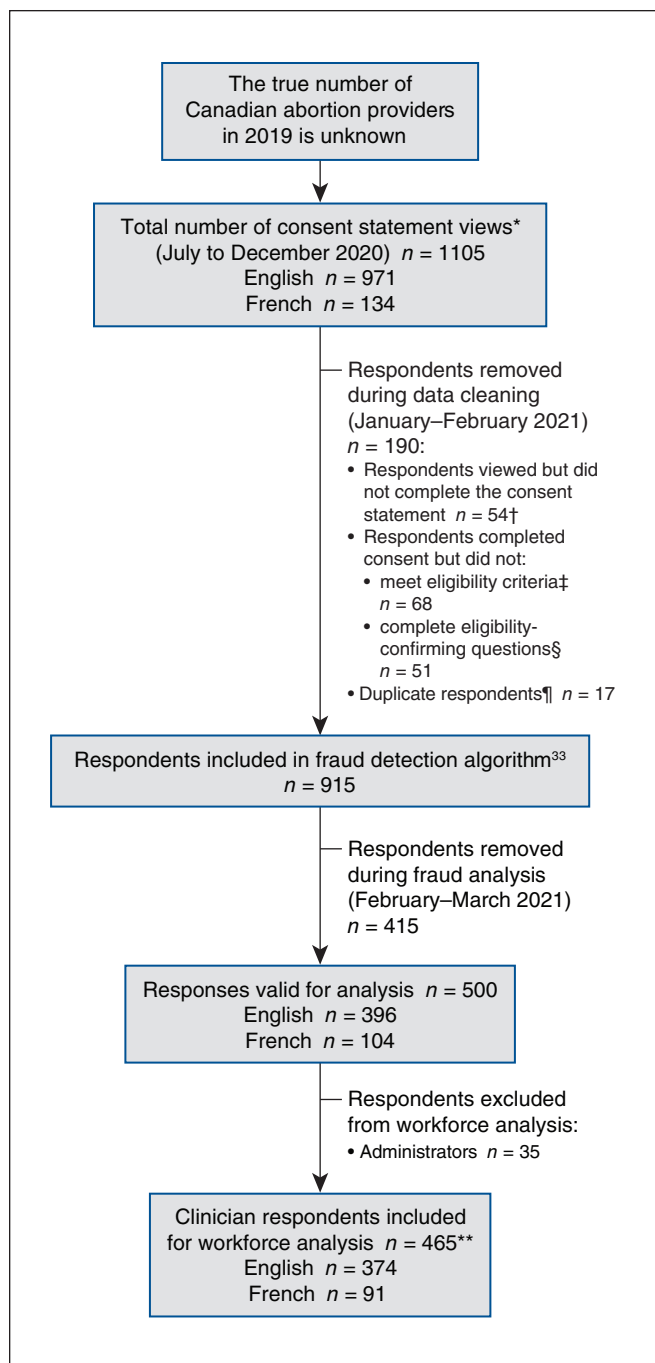 The true number of
Canadian abortion providers
in 2019 is unknown
Total number of consent statement views*
(July to December 2020) n = 1105
English n = 971
French n = 134
Respondents removed
during data cleaning
(January–February 2021)
n = 190:
• Respondents viewed but did
not complete the consent
statement n = 54†
• Respondents completed
consent but did not:
• meet eligibility criteria‡
n = 68
• complete eligibility-
confirming questions§
n = 51
• Duplicate respondents¶ n = 17
Respondents included in fraud detection algorithm³³
n = 915
Respondents removed
during fraud analysis
(February–March 2021)
n = 415
Responses valid for analysis n = 500
English n = 396
French n = 104
Respondents excluded
from workforce analysis:
• Administrators n = 35
Clinician respondents included
for workforce analysis n = 465**
English n = 374
French n = 91